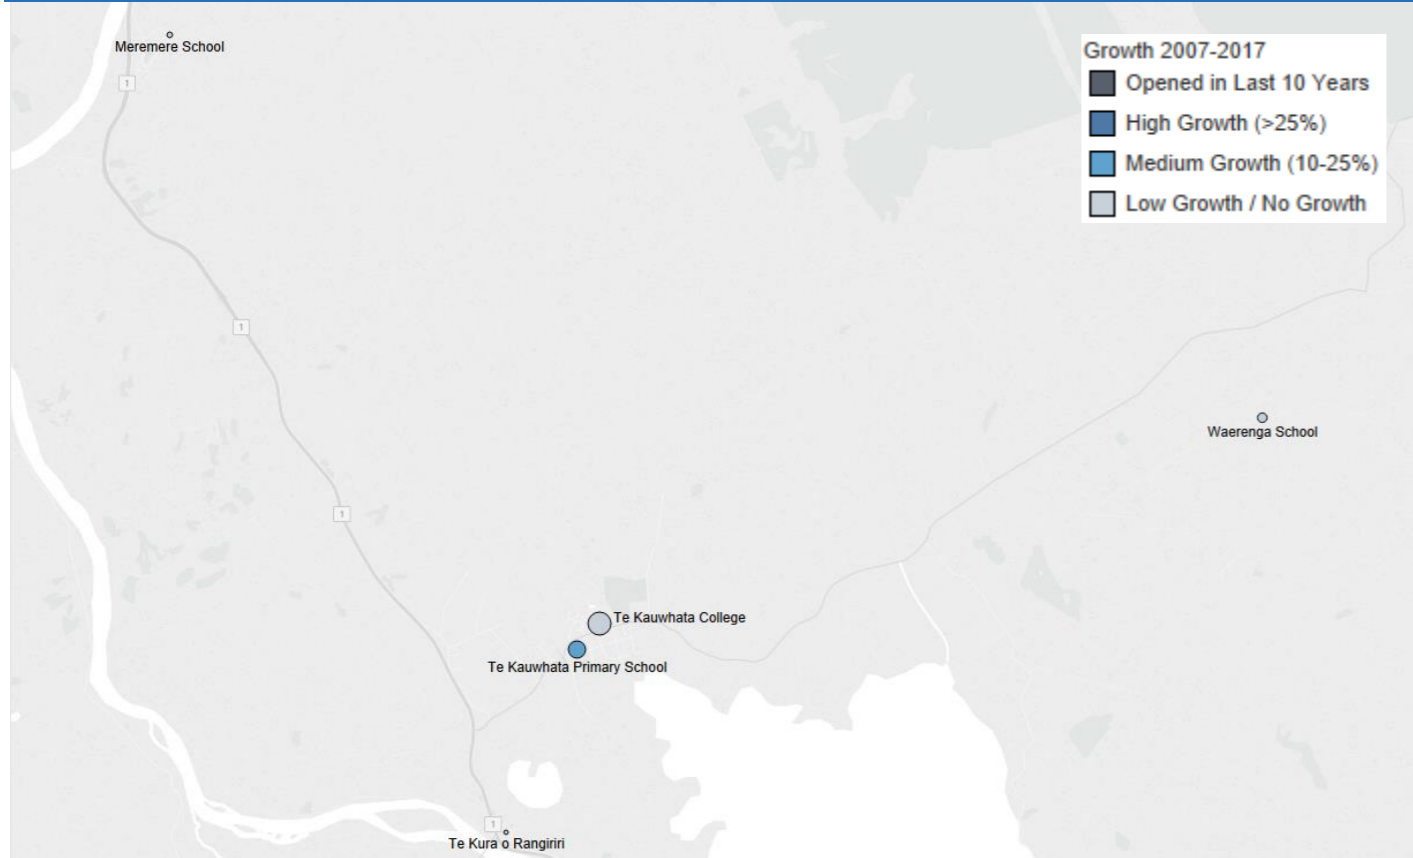 Meremere School
1
Growth 2007-2017
Opened in Last 10 Years
High Growth (>25%)
Medium Growth (10-25%)
Low Growth / No Growth
1
Waerenga School
1
Te Kauwhata College
Te Kauwhata Primary School
1
Te Kura o Rangiriri